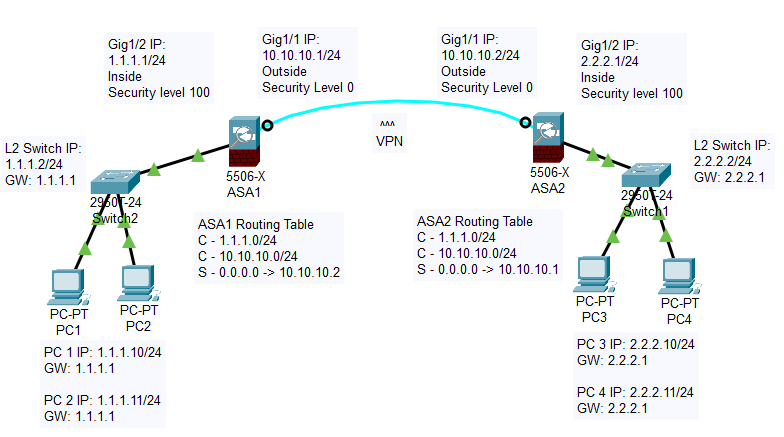 Gig1/2 IP:
1.1.1.1/24
Inside
Security level 100
Gig1/1 IP:
10.10.10.1/24
Outside
Security Level 0
Gig1/1 IP:
10.10.10.2/24
Outside
Security Level 0
Gig1/2 IP:
2.2.2.1/24
Inside
Security level 100
^^^
VPN
L2 Switch IP:
1.1.1.2/24
GW: 1.1.1.1
5506-X
ASA1
5506-X
ASA2
L2 Switch IP:
2.2.2.2/24
GW: 2.2.2.1
2950T-24
Switch2
2950T-24
Switch1
ASA1 Routing Table
C - 1.1.1.0/24
C - 10.10.10.0/24
S - 0.0.0.0 -> 10.10.10.2
ASA2 Routing Table
C - 1.1.1.0/24
C - 10.10.10.0/24
S - 0.0.0.0 -> 10.10.10.1
PC-PT
PC1
PC-PT
PC2
PC-PT
PC3
PC-PT
PC4
PC 1 IP: 1.1.1.10/24
GW: 1.1.1.1
PC 2 IP: 1.1.1.11/24
GW: 1.1.1.1
PC 3 IP: 2.2.2.10/24
GW: 2.2.2.1
PC 4 IP: 2.2.2.11/24
GW: 2.2.2.1